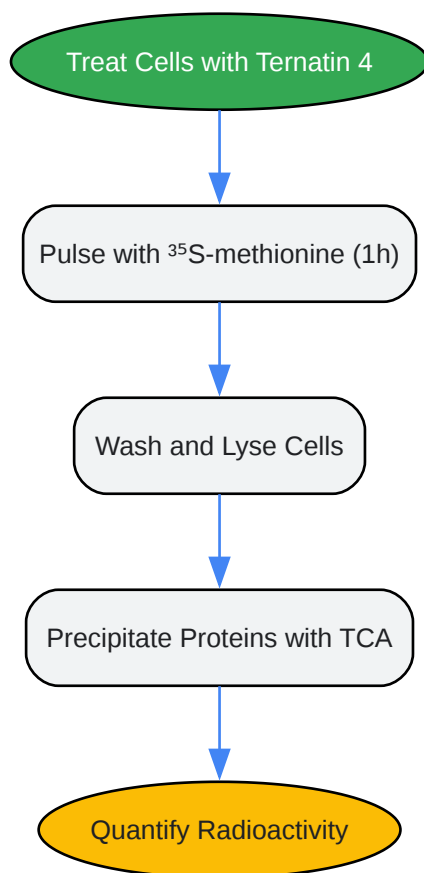 Treat Cells with Ternatin 4
Pulse with ³⁵S-methionine (1h)
Wash and Lyse Cells
Precipitate Proteins with TCA
Quantify Radioactivity